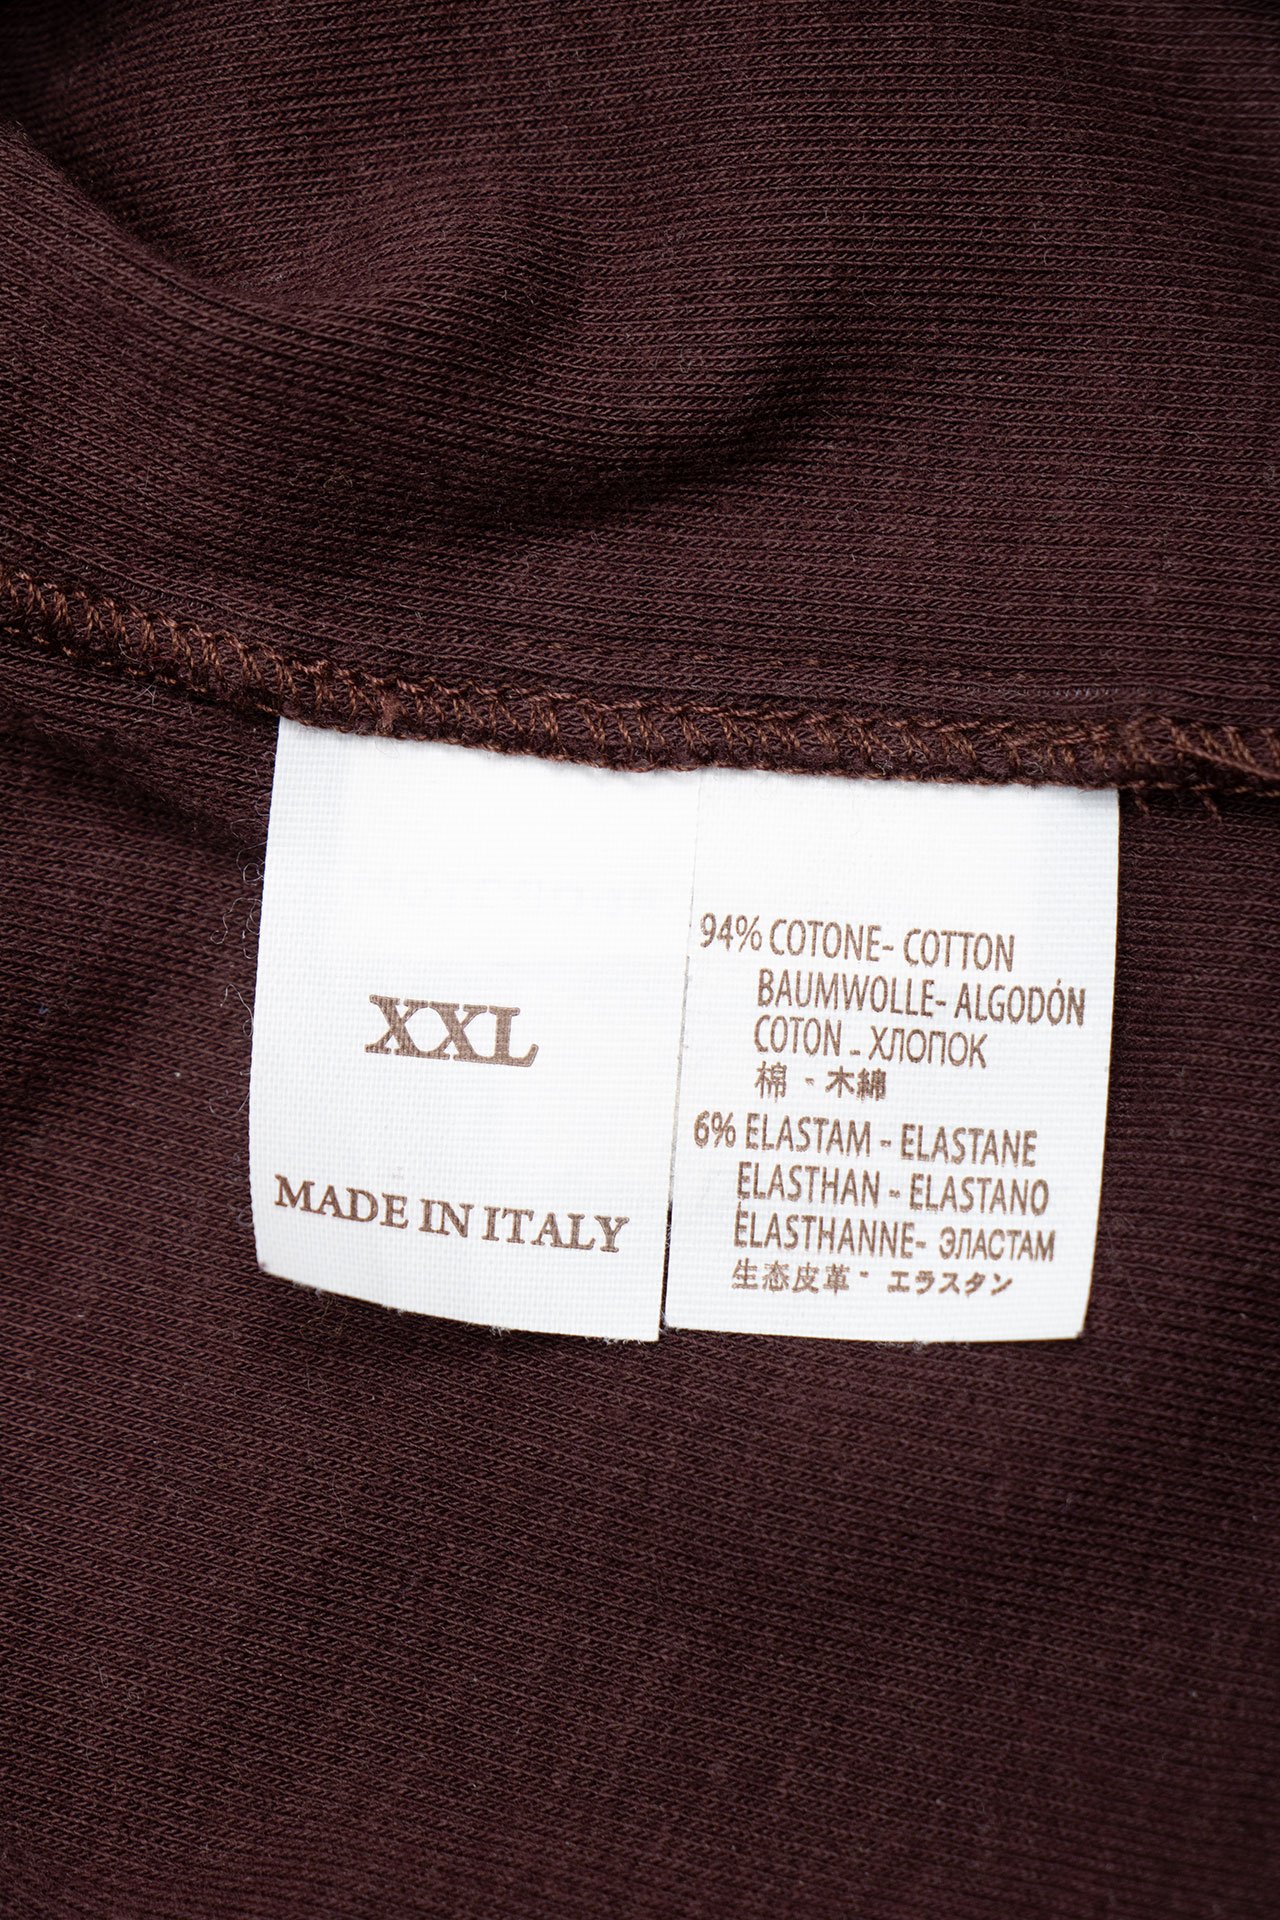 XXL
MADE IN ITALY
94% COTONE- COTTON
BAUMWOLLE- ALGODÓN
COTON - ХЛОПОК
棉 - 木綿
6% ELASTAM - ELASTANE
ELASTHAN - ELASTANO
ÉLASTHANNE- ЭЛАСТАМ
生态皮革 - エラスタン